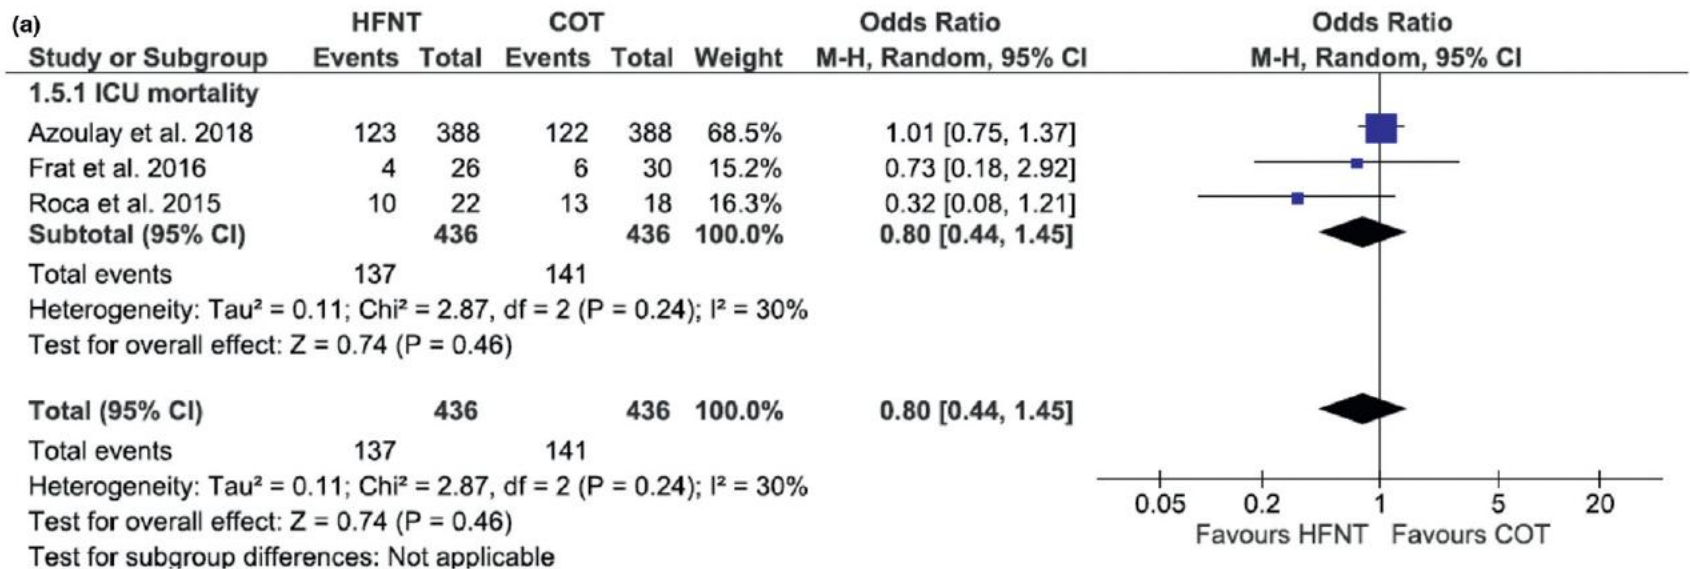 (a) HFNT COT Odds Ratio Odds Ratio
Study or Subgroup Events Total Events Total Weight M-H, Random, 95% CI M-H, Random, 95% CI
1.5.1 ICU mortality
Azoulay et al. 2018 123 388 122 388 68.5% 1.01 [0.75, 1.37]
Frat et al. 2016 4 26 6 30 15.2% 0.73 [0.18, 2.92]
Roca et al. 2015 10 22 13 18 16.3% 0.32 [0.08, 1.21]
Subtotal (95% CI) 436 436 100.0% 0.80 [0.44, 1.45]
Total events 137 141
Heterogeneity: Tau² = 0.11; Chi² = 2.87, df = 2 (P = 0.24); I² = 30%
Test for overall effect: Z = 0.74 (P = 0.46)
Total (95% CI) 436 436 100.0% 0.80 [0.44, 1.45]
Total events 137 141
Heterogeneity: Tau² = 0.11; Chi² = 2.87, df = 2 (P = 0.24); I² = 30%
Test for overall effect: Z = 0.74 (P = 0.46)
Test for subgroup differences: Not applicable
0.05 0.2 1 5 20
Favours HFNT Favours COT